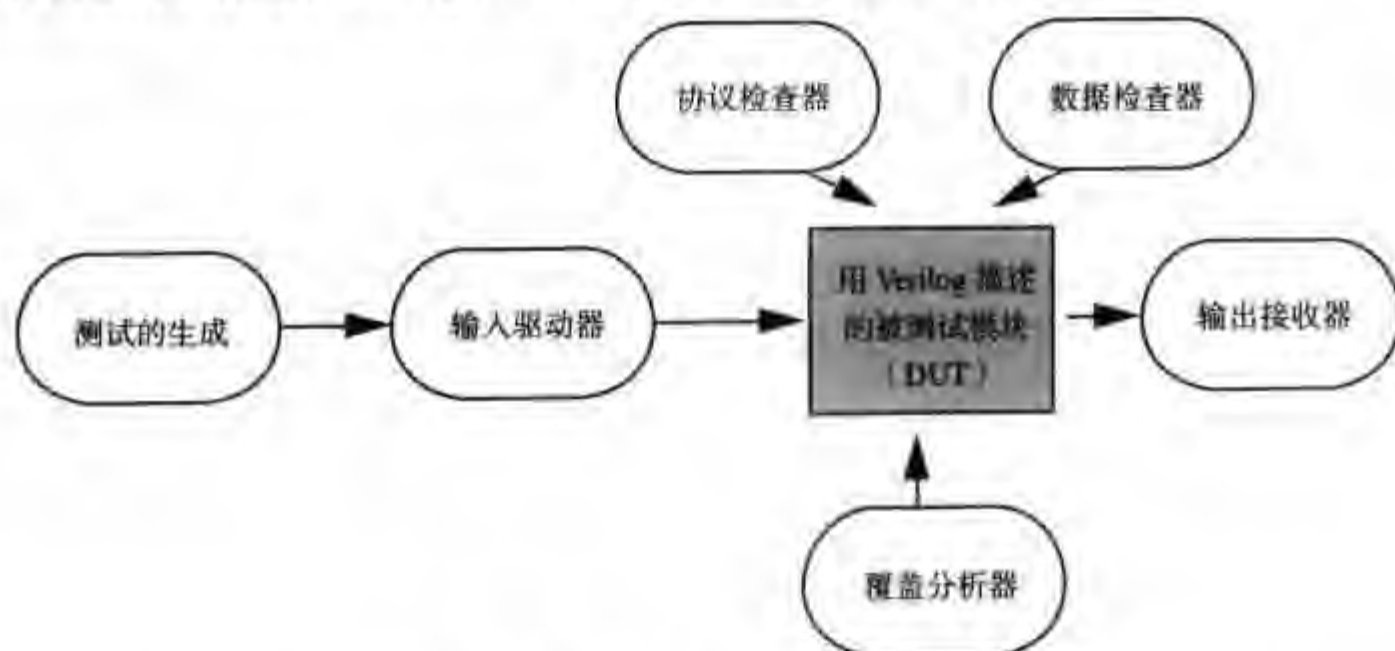 协议检查器
数据检查器
测试的生成
输入驱动器
用 Verilog 描述
的被测试模块
（DUT）
输出接收器
覆盖分析器